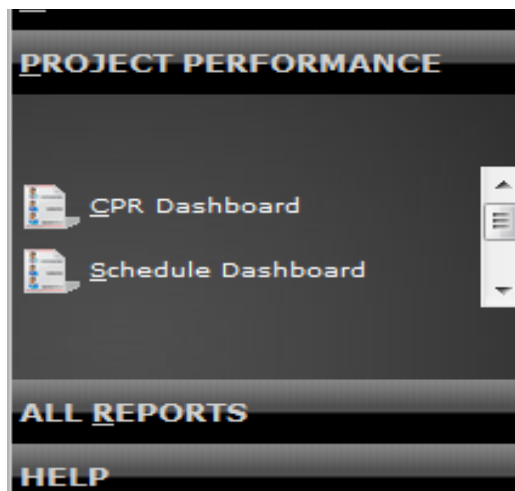 PROJECT PERFORMANCE
CPR Dashboard
Schedule Dashboard
ALL REPORTS
HELP